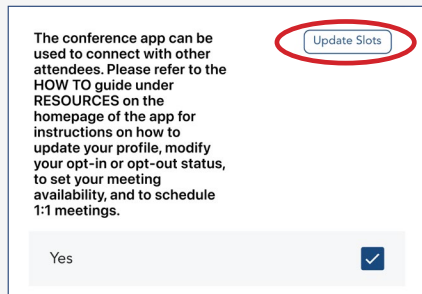 The conference app can be
used to connect with other
attendees. Please refer to the
HOW TO guide under
RESOURCES on the
homepage of the app for
instructions on how to
update your profile, modify
your opt-in or opt-out status,
to set your meeting
availability, and to schedule
1:1 meetings.
Update Slots
Yes